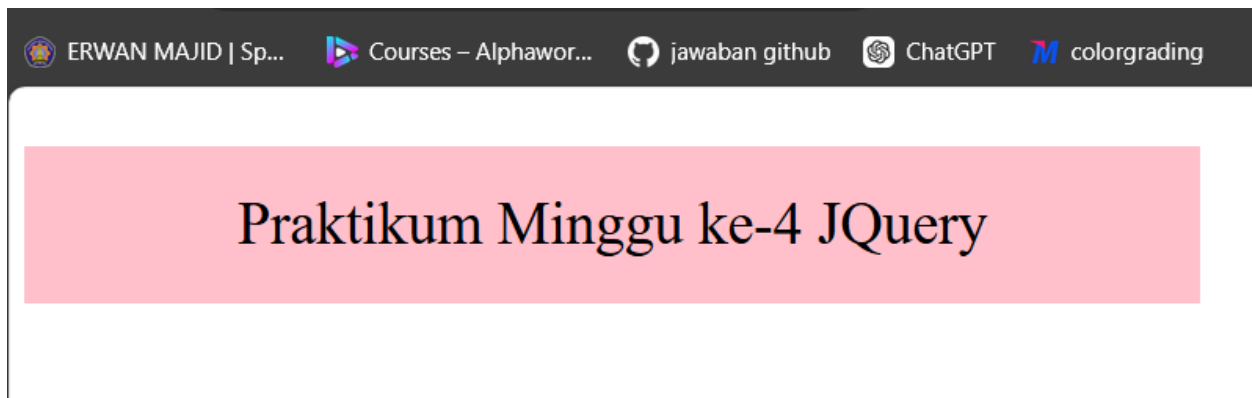 ERWAN MAJID | Sp... Courses – Alphawor... jawaban github ChatGPT colorgrading
Praktikum Minggu ke-4 JQuery